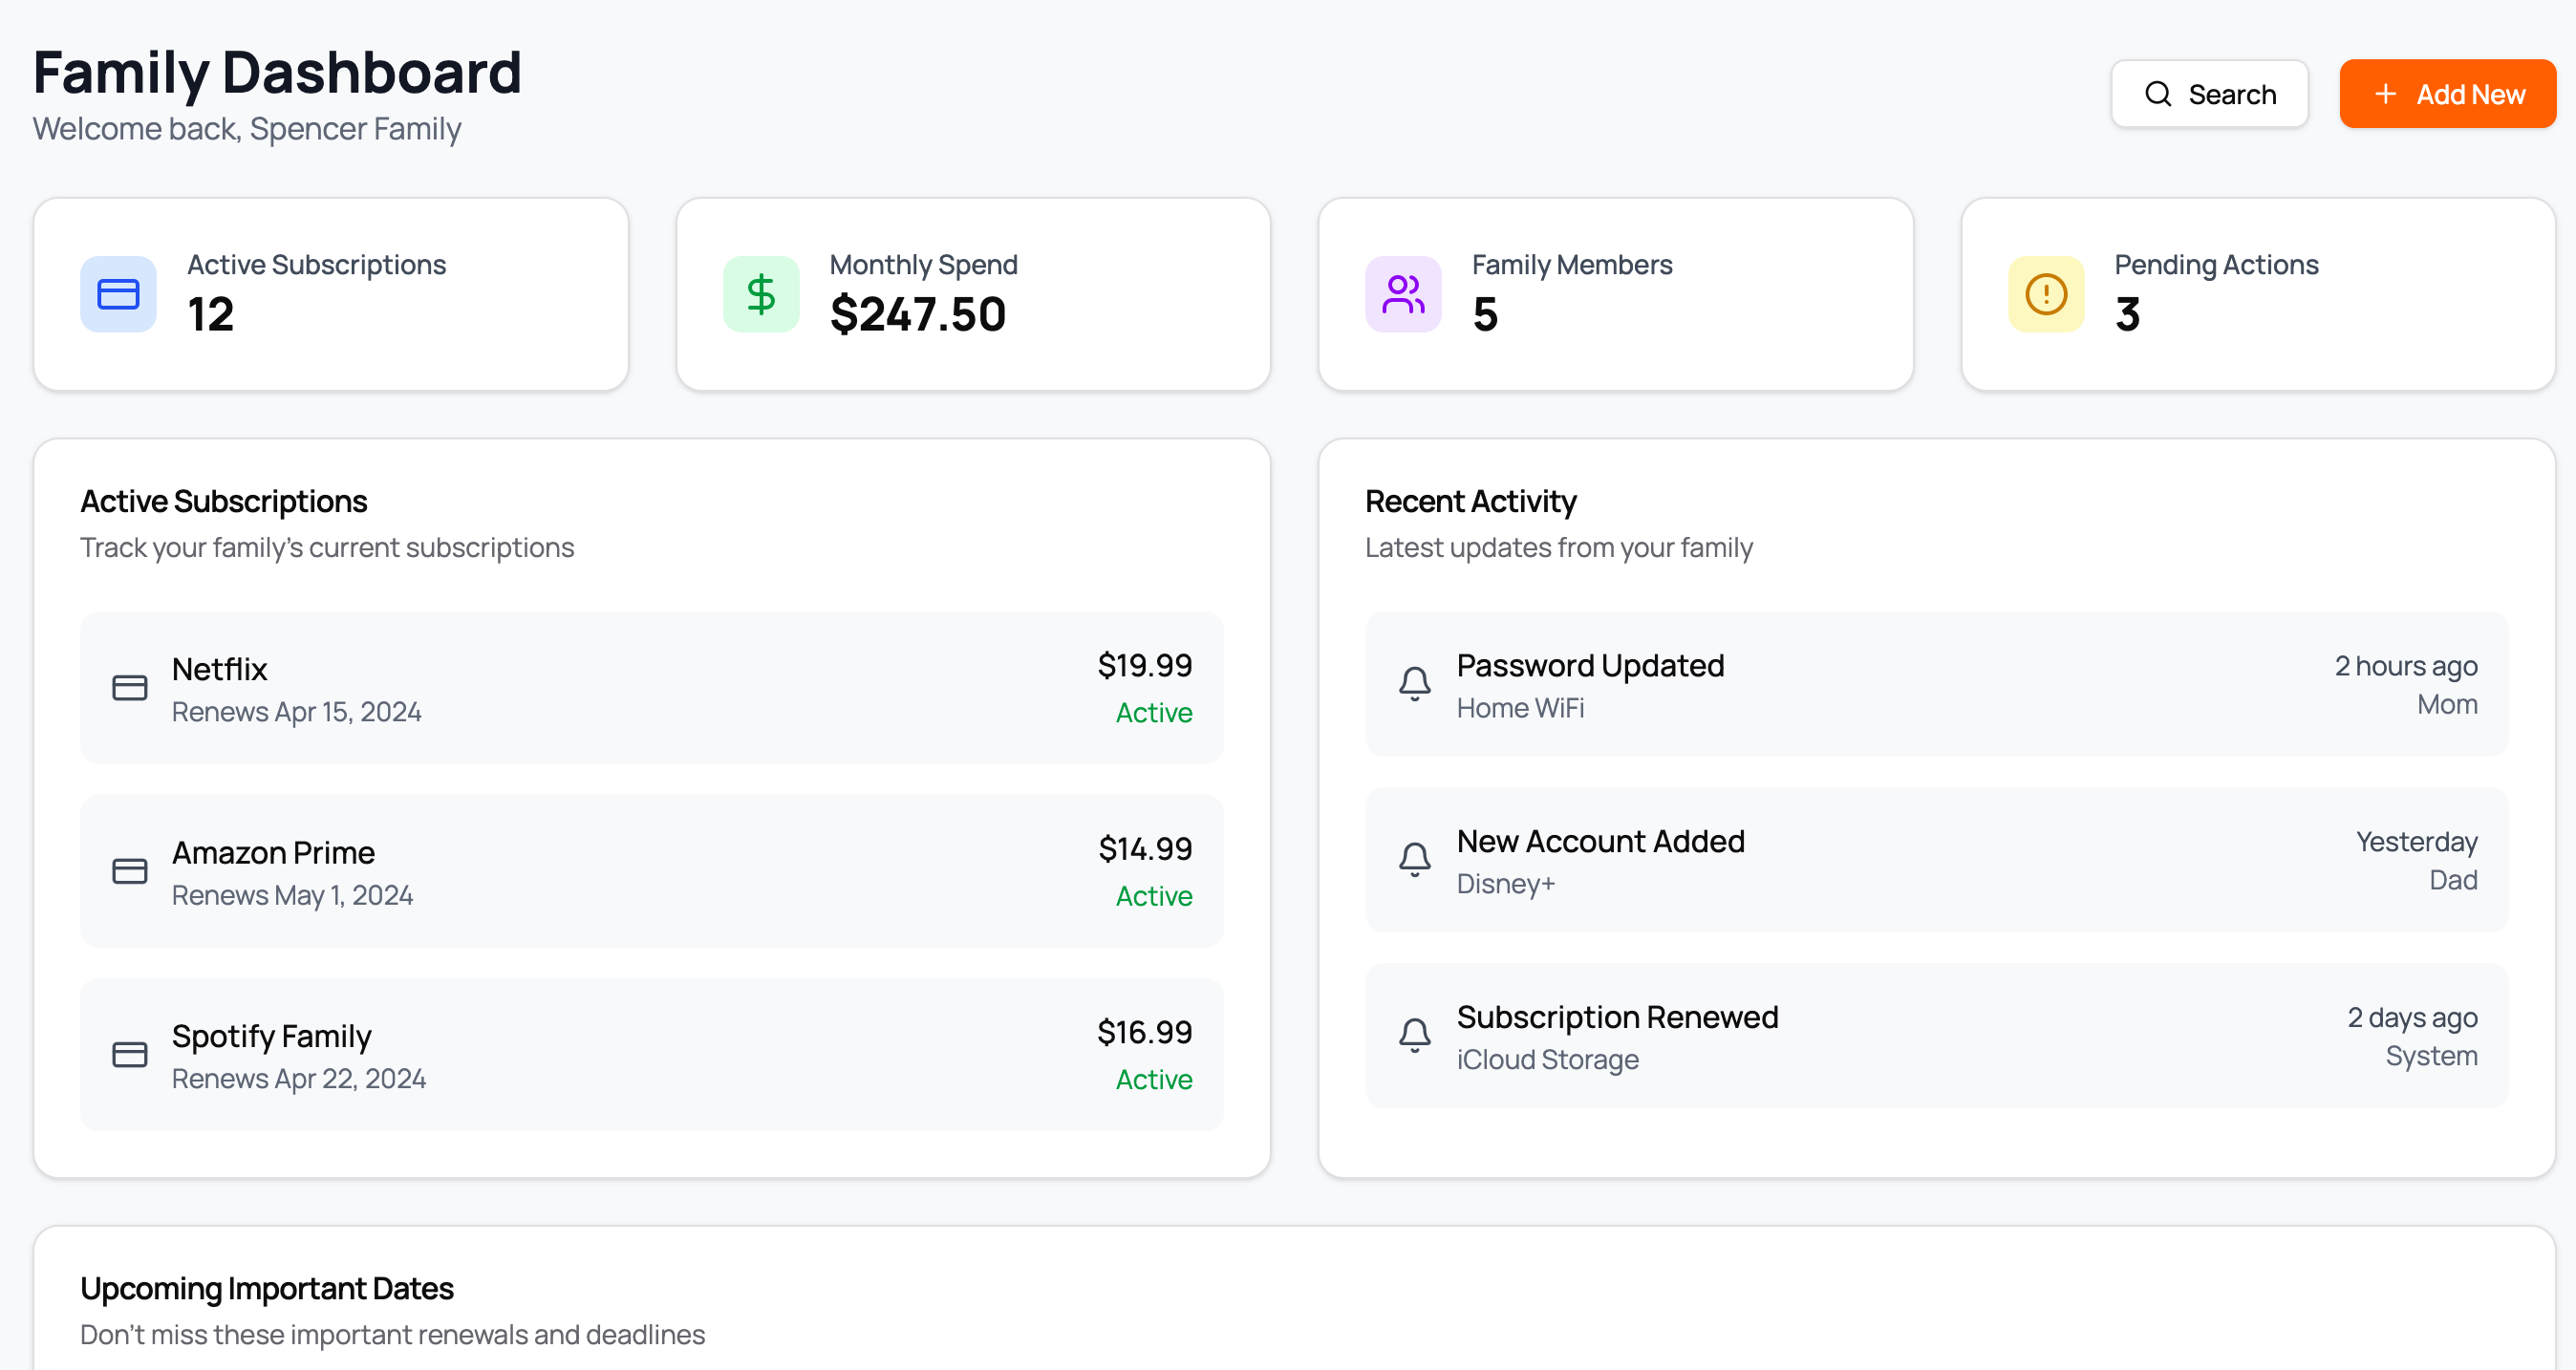 Family Dashboard
Welcome back, Spencer Family
Search
Add New
Active Subscriptions
12
Monthly Spend
$247.50
Family Members
5
Pending Actions
3
Active Subscriptions
Track your family's current subscriptions
Netflix
Renews Apr 15, 2024
$19.99
Active
Amazon Prime
Renews May 1, 2024
$14.99
Active
Spotify Family
Renews Apr 22, 2024
$16.99
Active
Recent Activity
Latest updates from your family
Password Updated
Home WiFi
2 hours ago
Mom
New Account Added
Disney+
Yesterday
Dad
Subscription Renewed
iCloud Storage
2 days ago
System
Upcoming Important Dates
Don't miss these important renewals and deadlines